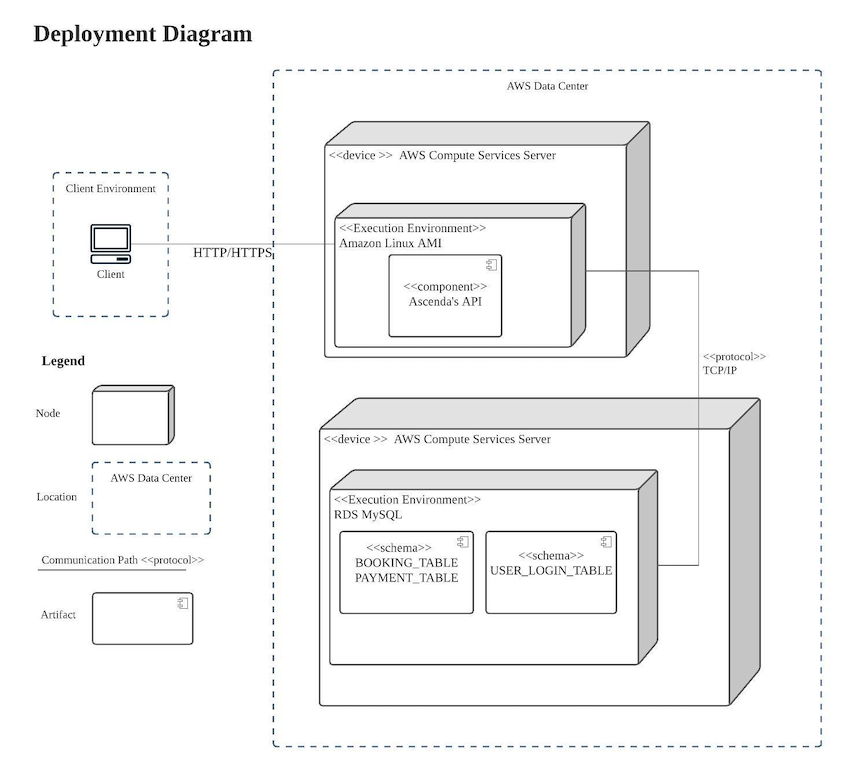 Deployment Diagram
AWS Data Center
<<device >>  AWS Compute Services Server
Client Environment
<<Execution Environment>>
Amazon Linux AMI
HTTP/HTTPS
Client
<<component>>
Ascenda's API
<<protocol>>
TCP/IP
<<device >>  AWS Compute Services Server
<<Execution Environment>>
RDS MySQL
<<schema>>
BOOKING_TABLE
PAYMENT_TABLE
<<schema>>
USER_LOGIN_TABLE
Legend
Node
AWS Data Center
Location
Communication Path <<protocol>>
Artifact